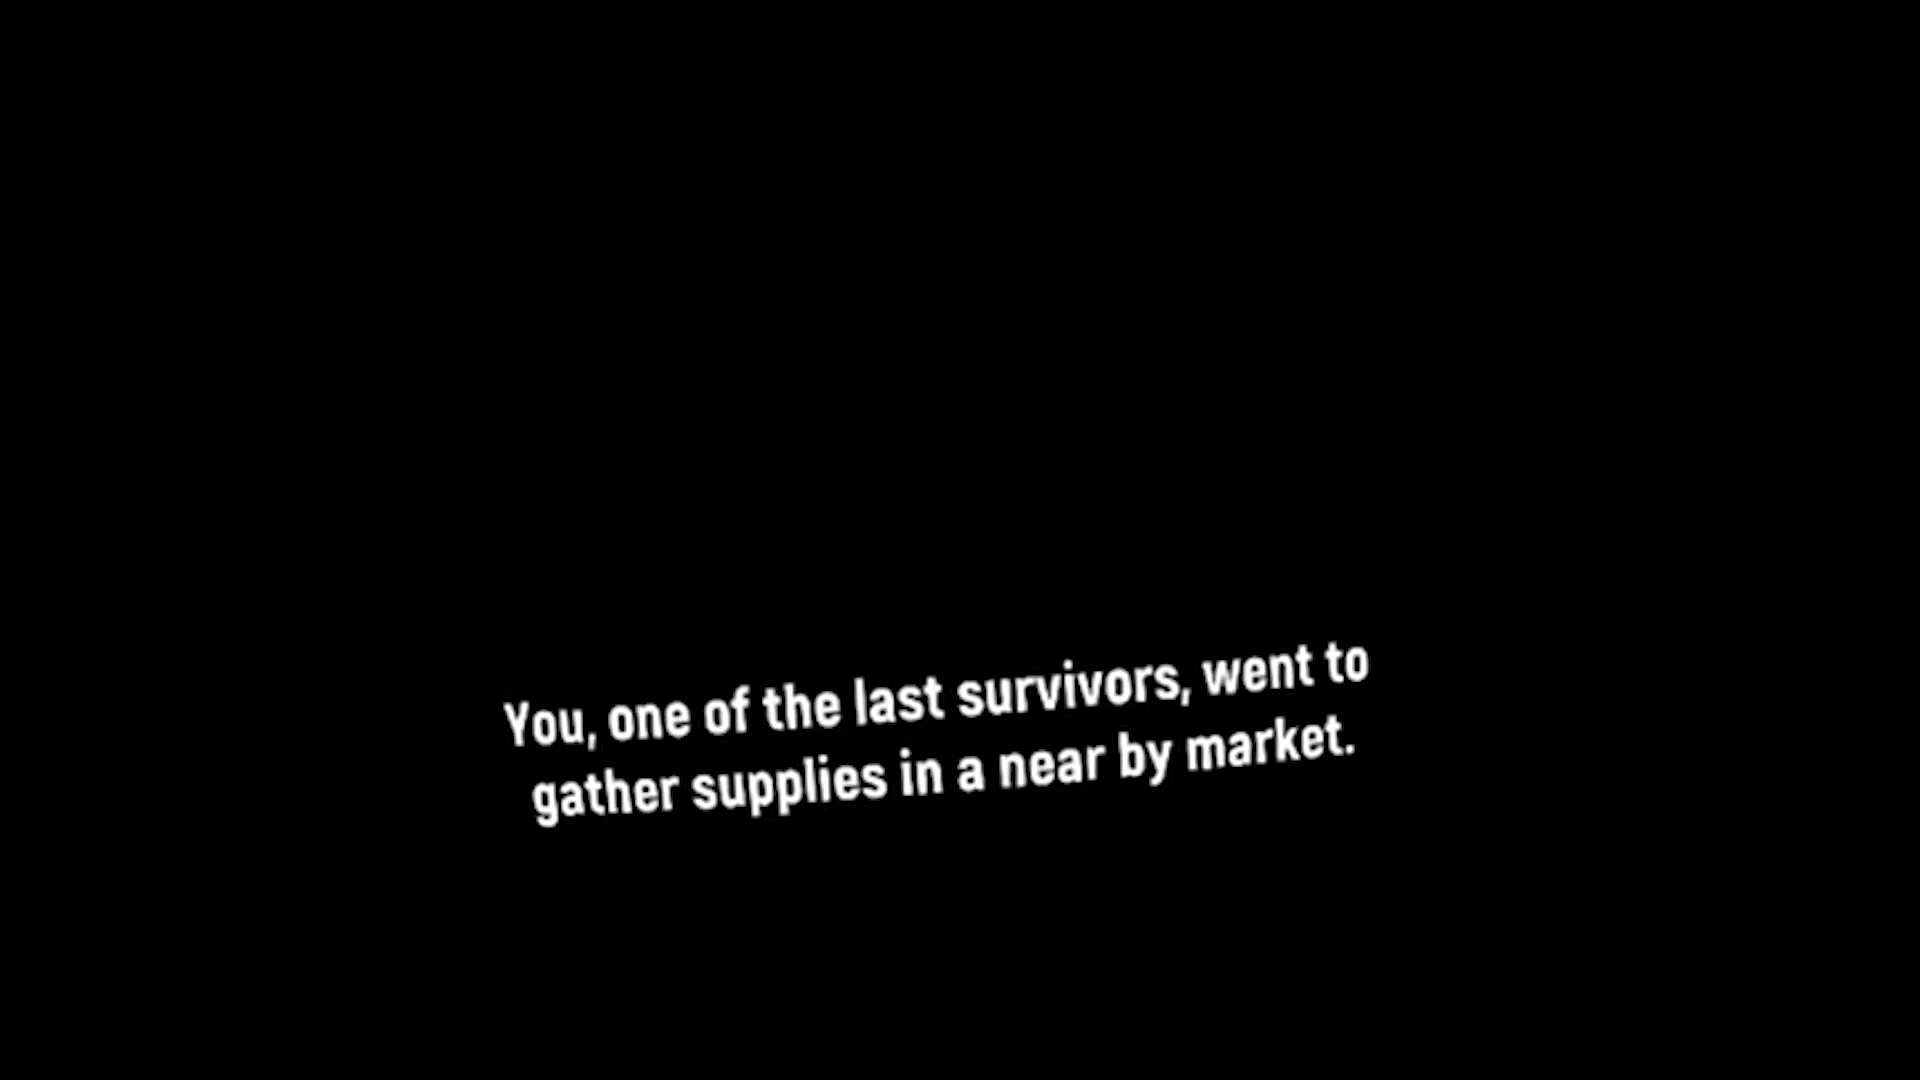 You, one of the last survivors, went to
gather supplies in a near by market.